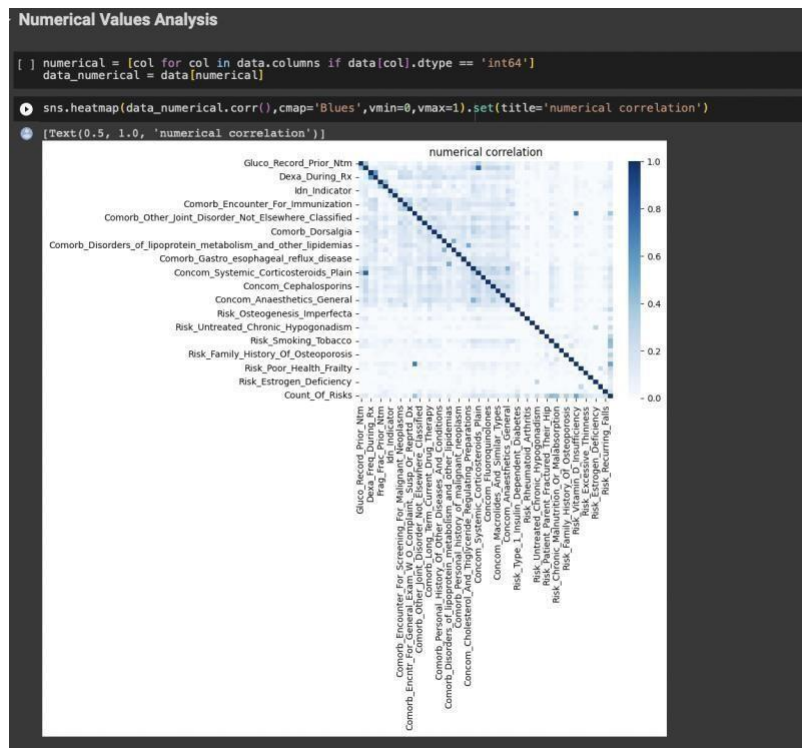 Numerical Values Analysis
[ ] numerical = [col for col in data.columns if data[col].dtype == 'int64']
data_numerical = data[numerical]
sns.heatmap(data_numerical.corr(),cmap='Blues',vmin=0,vmax=1).set(title='numerical correlation')
[Text(0.5, 1.0, 'numerical correlation')]
numerical correlation
Gluco_Record_Prior_Ntm
Dexa_During_Rx
Idn_Indicator
Comorb_Encounter_For_Immunization
Comorb_Other_Joint_Disorder_Not_Elsewhere_Classified
Comorb_Dorsalgia
Comorb_Disorders_of_lipoprotein_metabolism_and_other_lipidemias
Comorb_Gastro_esophageal_reflux_disease
Concom_Systemic_Corticosteroids_Plain
Concom_Cephalosporins
Concom_Anaesthetics_General
Risk_Osteogenesis_Imperfecta
Risk_Untreated_Chronic_Hypogonadism
Risk_Smoking_Tobacco
Risk_Family_History_Of_Osteoporosis
Risk_Poor_Health_Frailty
Risk_Estrogen_Deficiency
Count_Of_Risks
1.0
0.8
0.6
0.4
0.2
0.0
Gluco_Record_Prior_Ntm
Dexa_Freq_During_Rx
Frag_Frac_Prior_Ntm
Idn_Indicator
Comorb_Encounter_For_Screening_For_Malignant_Neoplasms
Comorb_Encntr_For_General_Exam_W_O_Complaint,_Susp_Or_Reprtd_Dx
Comorb_Other_Joint_Disorder_Not_Elsewhere_Classified
Comorb_Long_Term_Current_Drug_Therapy
Comorb_Personal_History_Of_Other_Diseases_And_Conditions
Comorb_Disorders_of_lipoprotein_metabolism_and_other_lipidemias
Comorb_Personal_history_of_malignant_neoplasm
Concom_Cholesterol_And_Triglyceride_Regulating_Preparations
Concom_Systemic_Corticosteroids_Plain
Concom_Fluoroquinolones
Concom_Macrolides_And_Similar_Types
Concom_Anaesthetics_General
Risk_Type_1_Insulin_Dependent_Diabetes
Risk_Rheumatoid_Arthritis
Risk_Untreated_Chronic_Hypogonadism
Risk_Patient_Parent_Fractured_Their_Hip
Risk_Chronic_Malnutrition_Or_Malabsorption
Risk_Family_History_Of_Osteoporosis
Risk_Vitamin_D_Insufficiency
Risk_Excessive_Thinness
Risk_Estrogen_Deficiency
Risk_Recurring_Falls